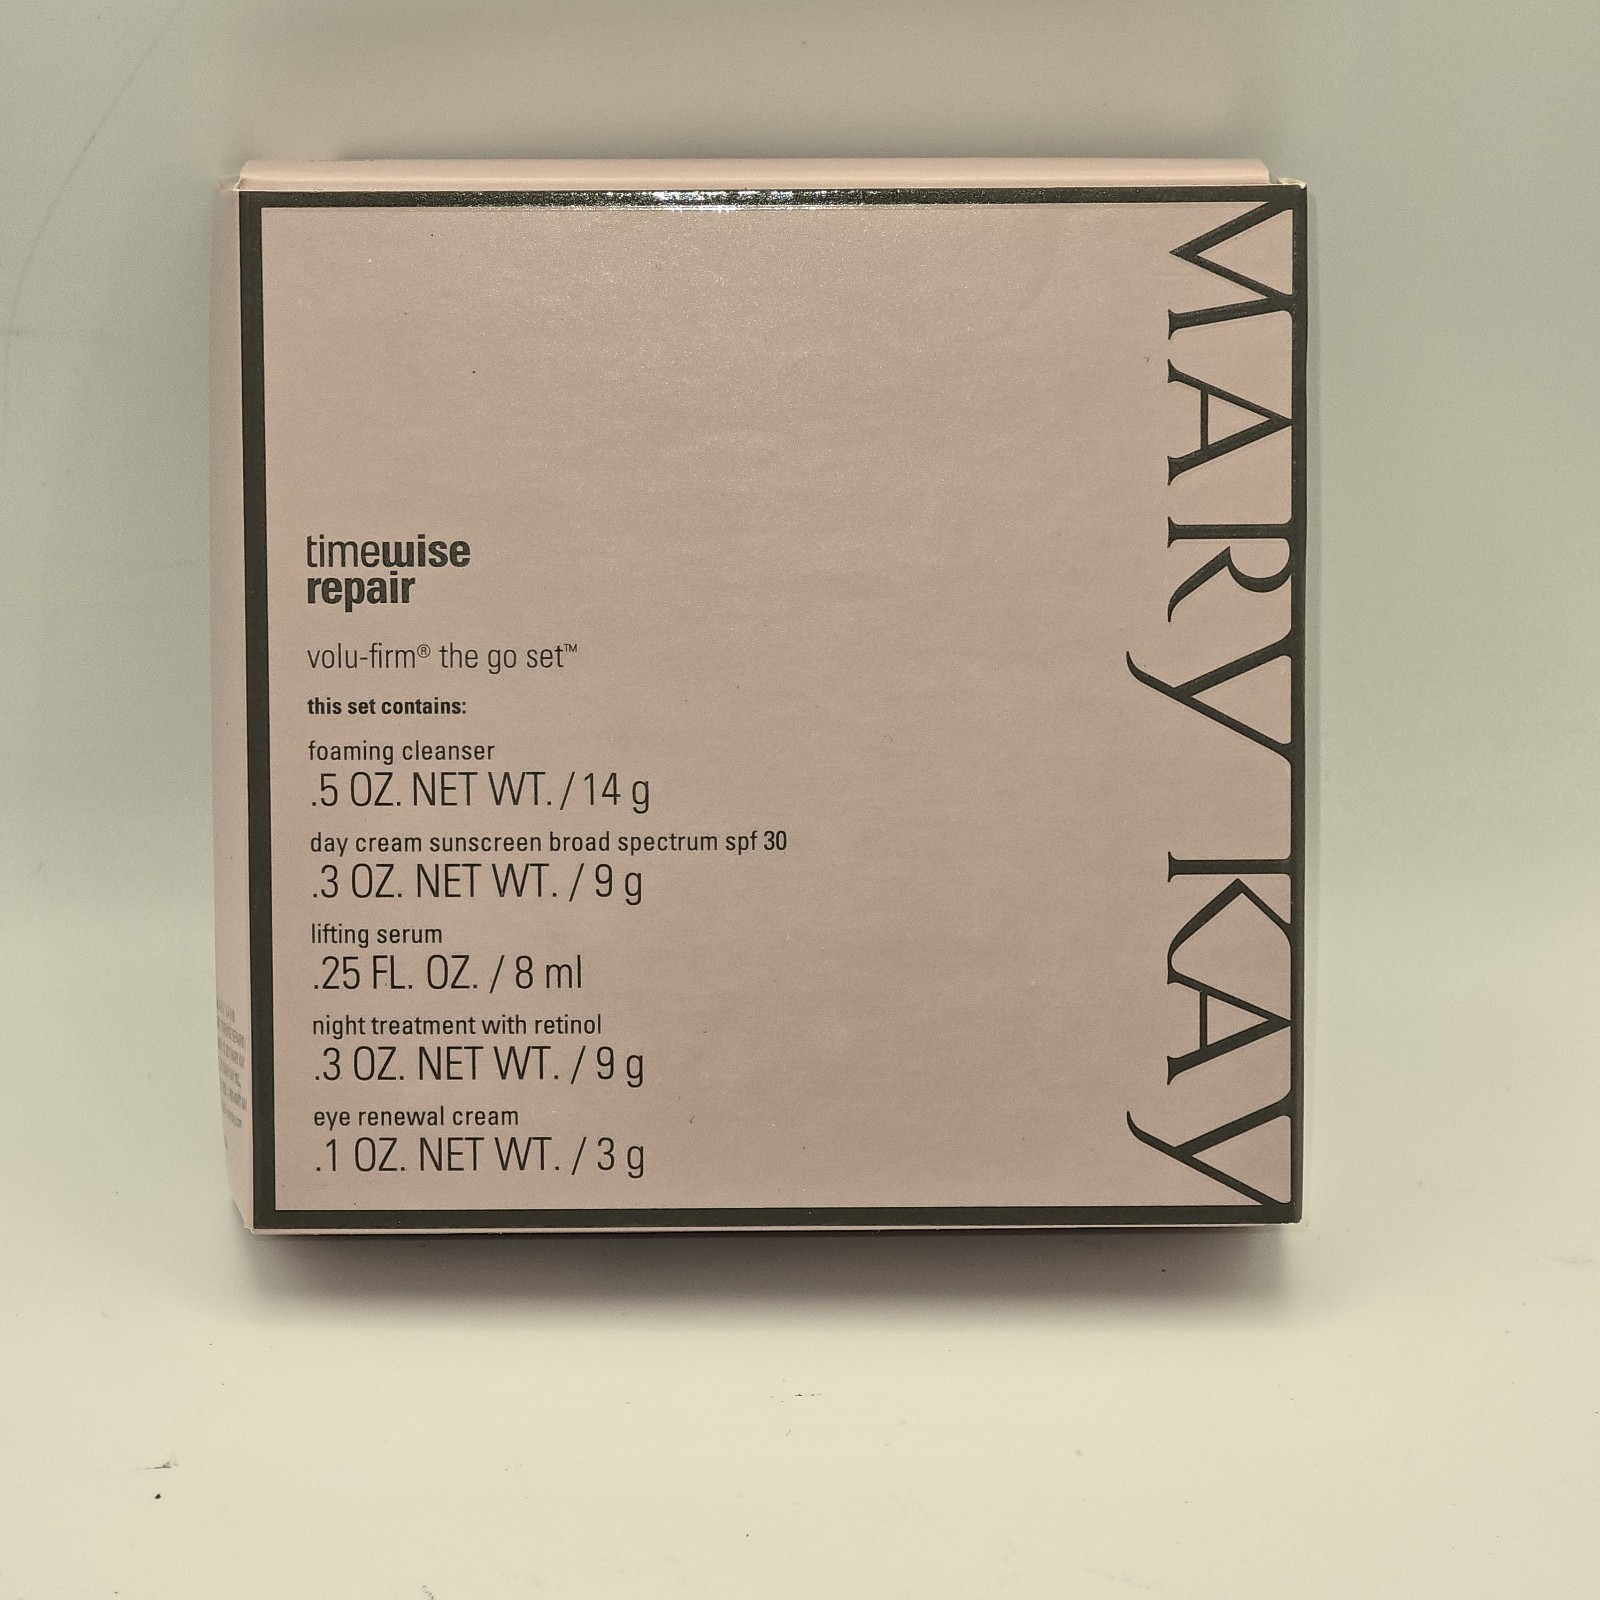 timewise
repair
volu-firm® the go set™
this set contains:
foaming cleanser
.5 OZ. NET WT. / 14 g
day cream sunscreen broad spectrum spf 30
.3 OZ. NET WT. / 9 g
lifting serum
.25 FL. OZ. / 8 ml
night treatment with retinol
.3 OZ. NET WT. / 9 g
eye renewal cream
.1 OZ. NET WT. / 3 g
MARY KAY